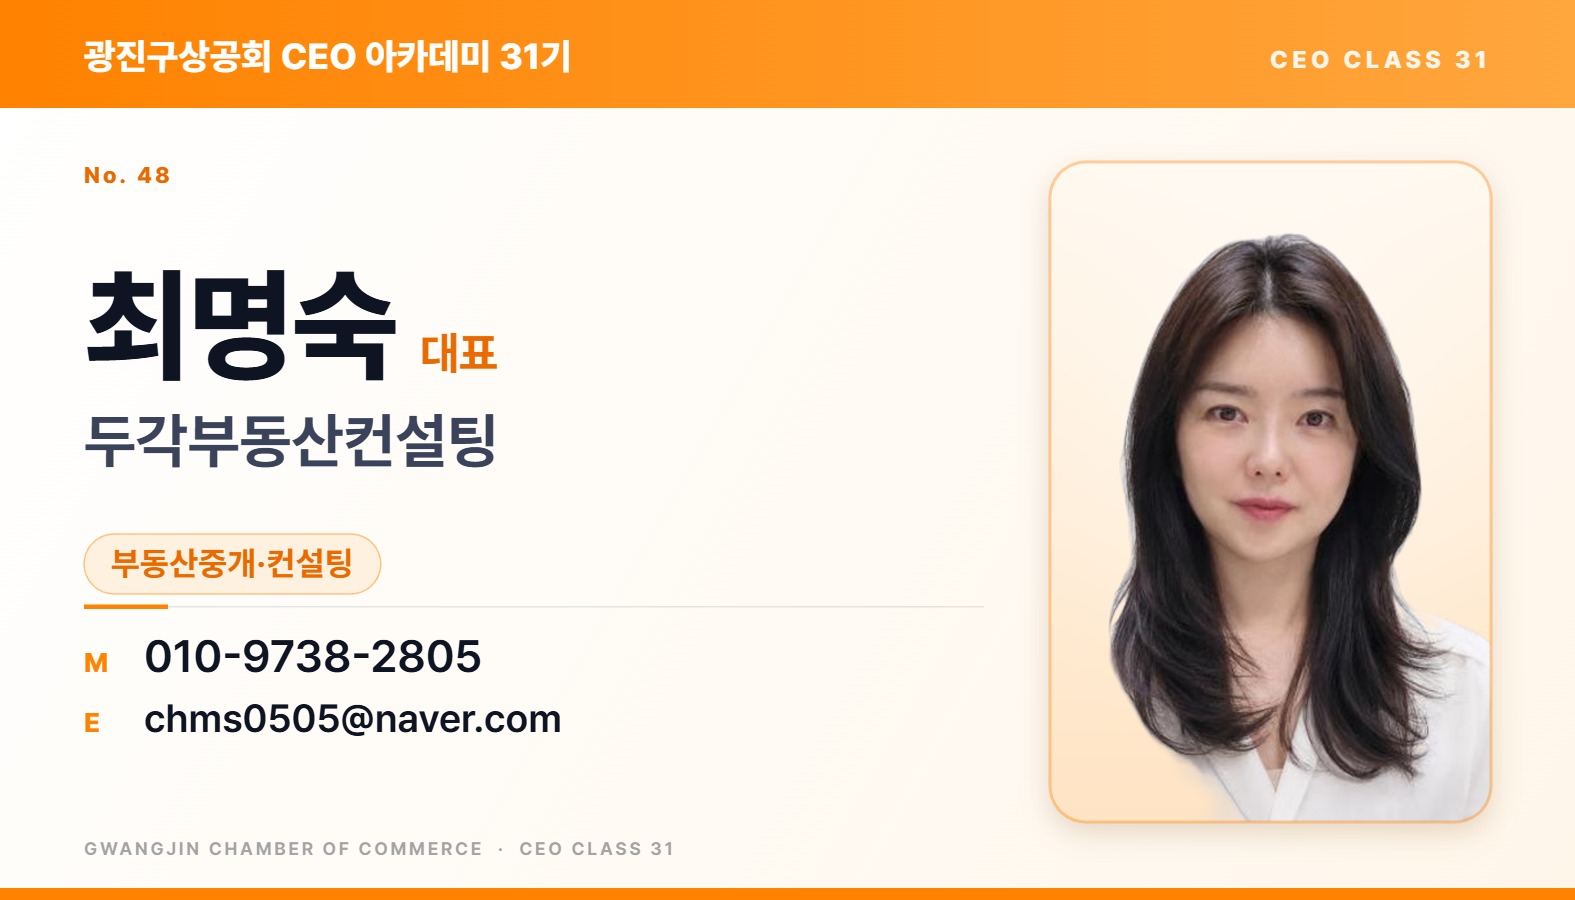 광진구상공회 CEO 아카데미 31기
CEO CLASS 31
No. 48
최명숙 대표
두각부동산컨설팅
부동산중개·컨설팅
M 010-9738-2805
E chms0505@naver.com
GWANGJIN CHAMBER OF COMMERCE · CEO CLASS 31